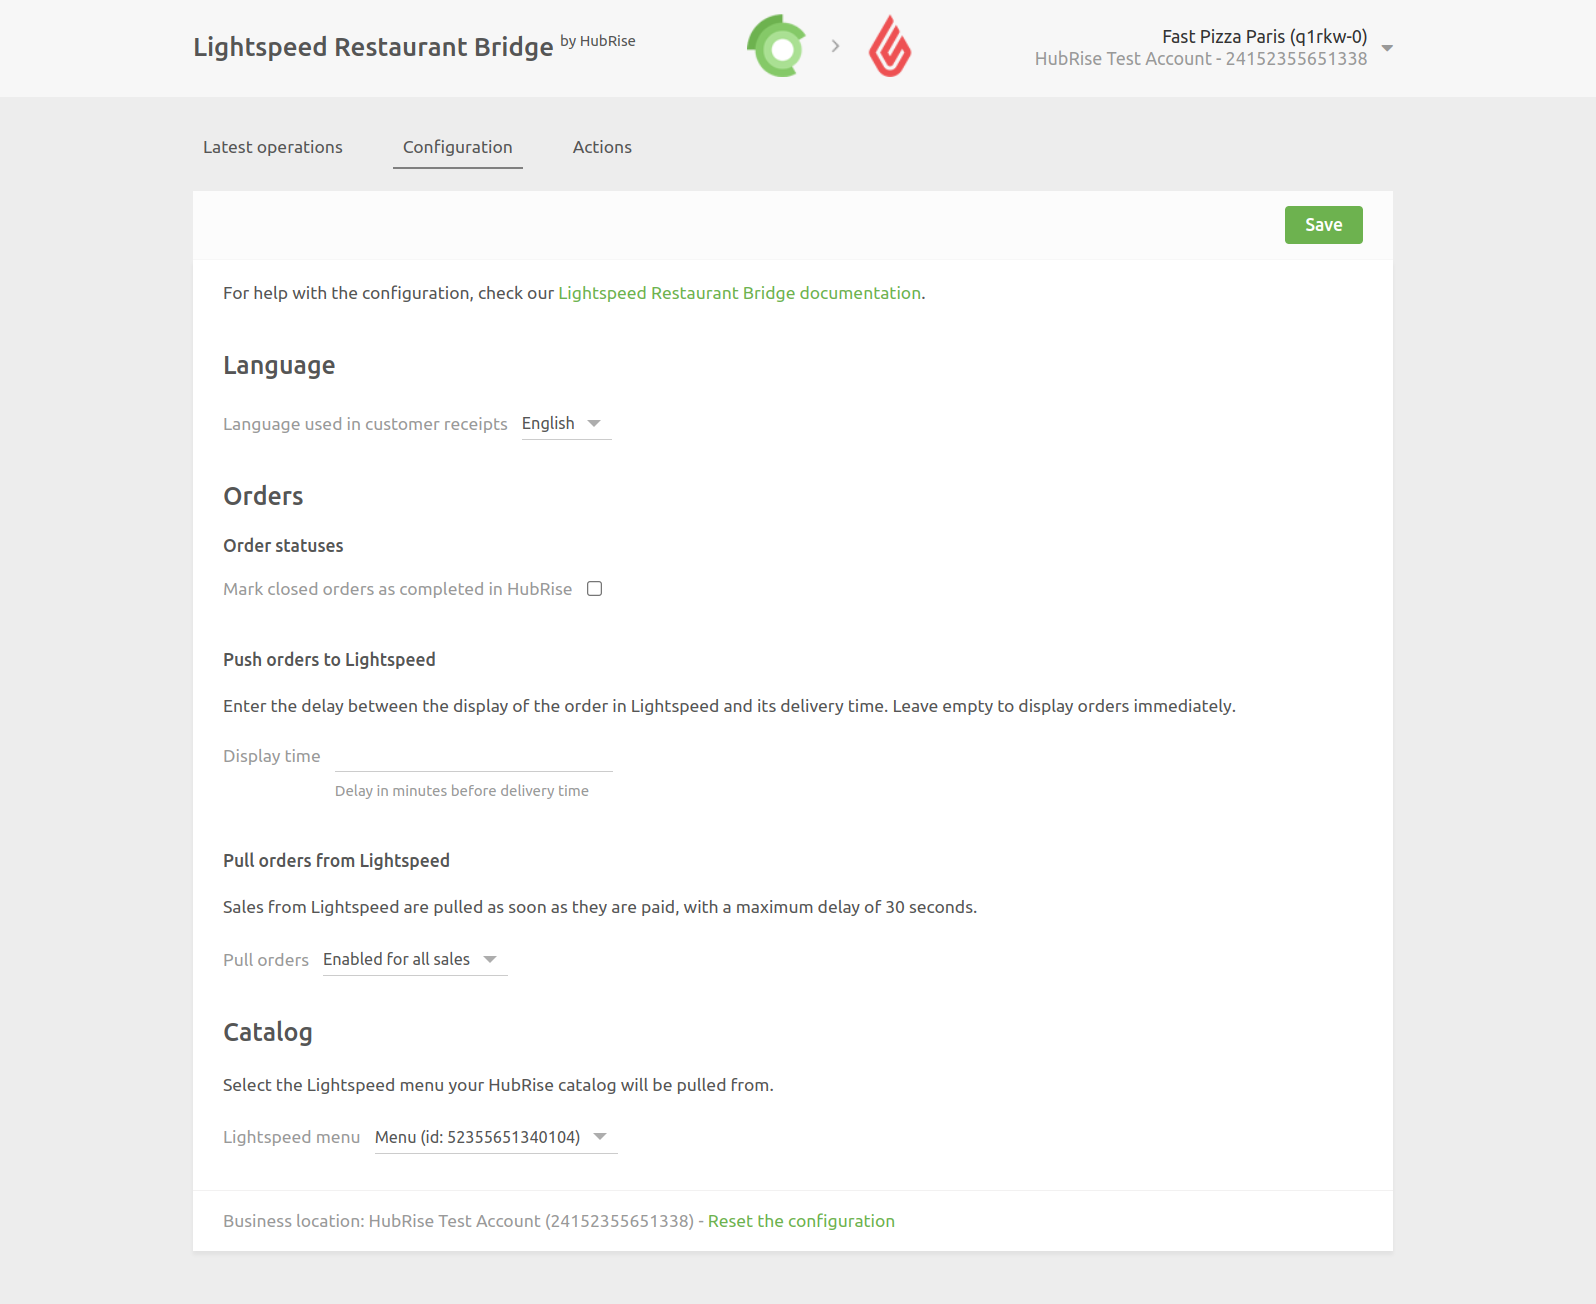 Lightspeed Restaurant Bridge by HubRise
Fast Pizza Paris (q1rkw-0)
HubRise Test Account - 24152355651338
Latest operations
Configuration
Actions
Save
For help with the configuration, check our Lightspeed Restaurant Bridge documentation.
Language
Language used in customer receipts English
Orders
Order statuses
Mark closed orders as completed in HubRise
Push orders to Lightspeed
Enter the delay between the display of the order in Lightspeed and its delivery time. Leave empty to display orders immediately.
Display time
Delay in minutes before delivery time
Pull orders from Lightspeed
Sales from Lightspeed are pulled as soon as they are paid, with a maximum delay of 30 seconds.
Pull orders Enabled for all sales
Catalog
Select the Lightspeed menu your HubRise catalog will be pulled from.
Lightspeed menu Menu (id: 52355651340104)
Business location: HubRise Test Account (24152355651338) - Reset the configuration